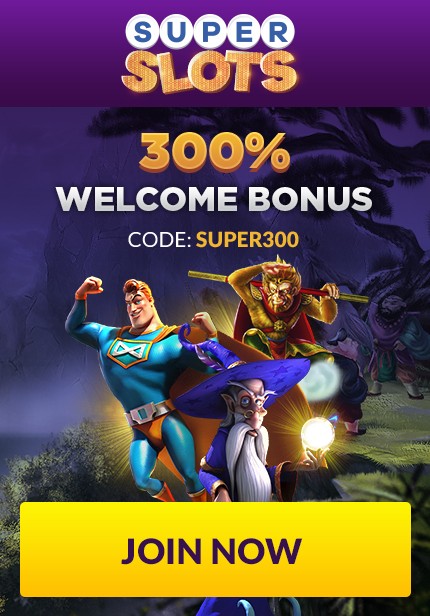 SUPER
SLOTS
300%
WELCOME BONUS
CODE: SUPER300
JOIN NOW